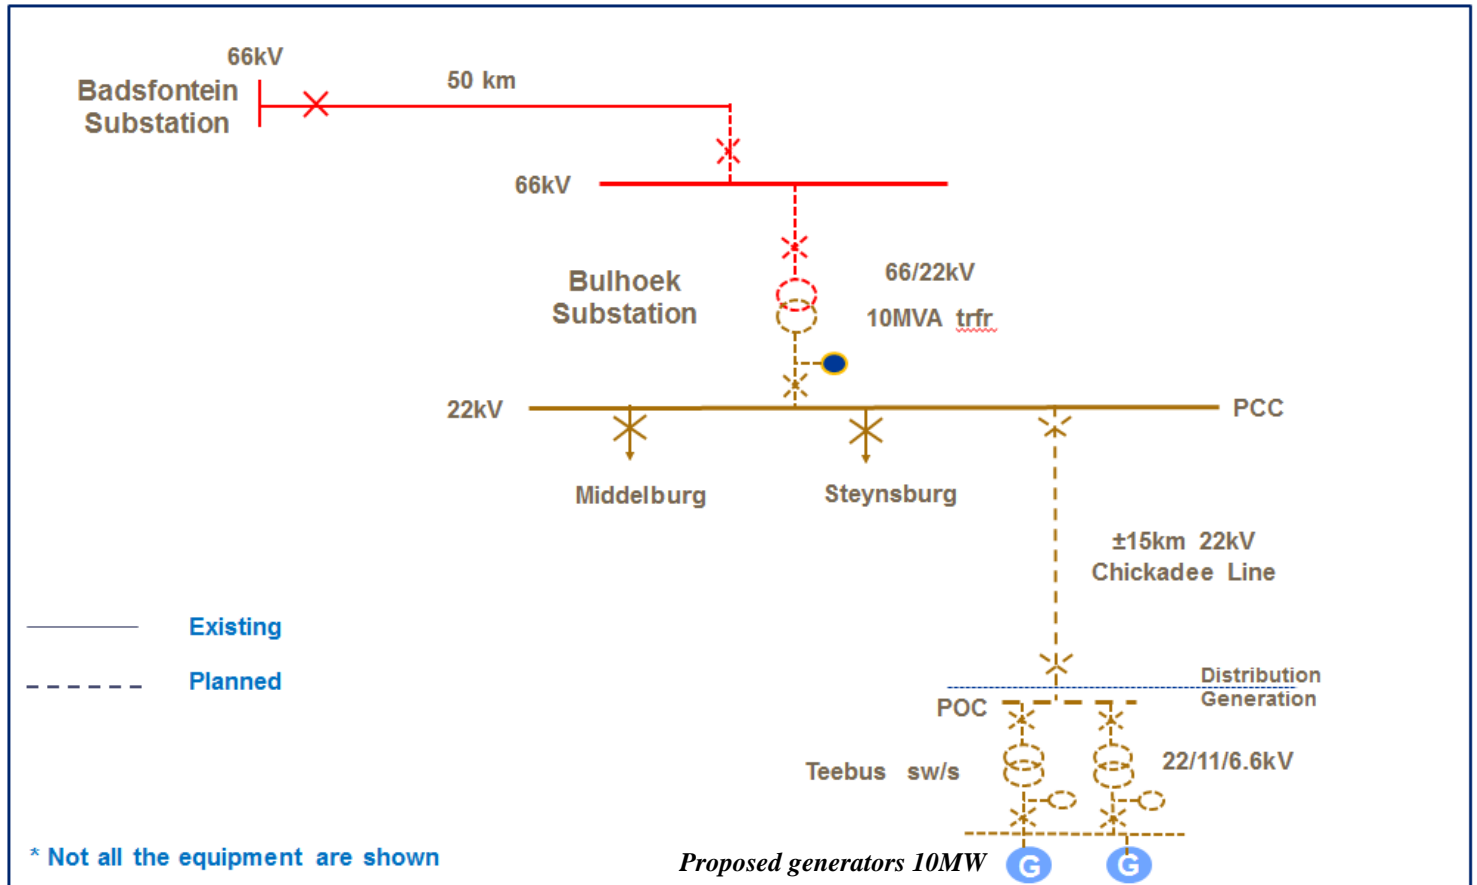 66kV
Badsfontein
Substation
50 km
66kV
Bulhoek
Substation
66/22kV
10MVA trfr
22kV
PCC
Middelburg
Steynsburg
±15km 22kV
Chickadee Line
Existing
Planned
Distribution
Generation
POC
Teebus sw/s
22/11/6.6kV
* Not all the equipment are shown
Proposed generators 10MW
G
G